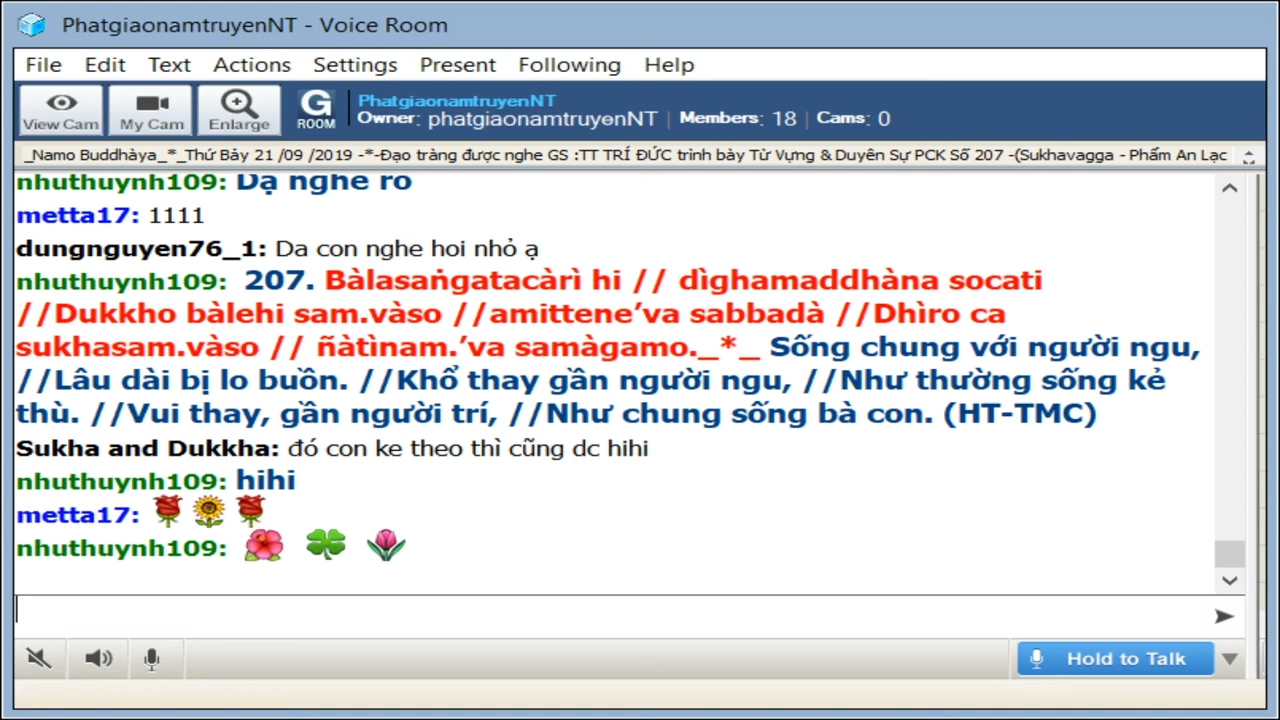 PhatgiaonamtruyenNT - Voice Room
File Edit Text Actions Settings Present Following Help
View Cam My Cam Enlarge G ROOM PhatgiaonamtruyenNT
Owner: phatgiaonamtruyenNT | Members: 18 | Cams: 0
_Namo Buddhàya_*_Thứ Bảy 21 /09 /2019 -*-Đạo tràng được nghe GS :TT TRÍ ĐỨC trình bày Từ Vựng & Duyên Sự PCK Số 207 -(Sukhavagga - Phẩm An Lạc
nhuthuynh109: Dạ nghe rõ
metta17: 1111
dungnguyen76_1: Da con nghe hoi nhỏ ạ
nhuthuynh109: 207. Bàlasaṅgatacàrì hi // dìghamaddhàna socati
//Dukkho bàlehi sam.vàso //amittene’va sabbadà //Dhìro ca
sukhasam.vàso // ñàtìnam.’va samàgamo._*_ Sống chung với người ngu,
//Lâu dài bị lo buồn. //Khổ thay gần người ngu, //Như thường sống kẻ
thù. //Vui thay, gần người trí, //Như chung sống bà con. (HT-TMC)
Sukha and Dukkha: đó con ke theo thì cũng dc hihi
nhuthuynh109: hihi
metta17:
nhuthuynh109:
Hold to Talk